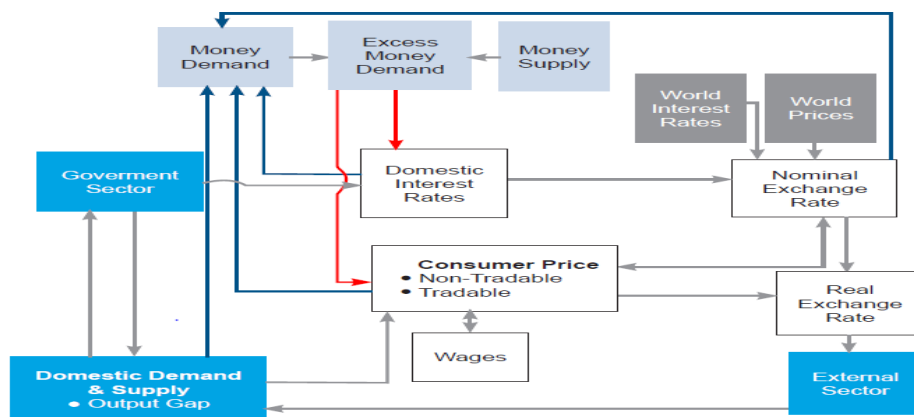 Money
Demand
Excess
Money
Demand
Money
Supply
World
Interest
Rates
World
Prices
Goverment
Sector
Domestic
Interest
Rates
Nominal
Exchange
Rate
Consumer Price
• Non-Tradable
• Tradable
Real
Exchange
Rate
Wages
Domestic Demand
& Supply
• Output Gap
External
Sector